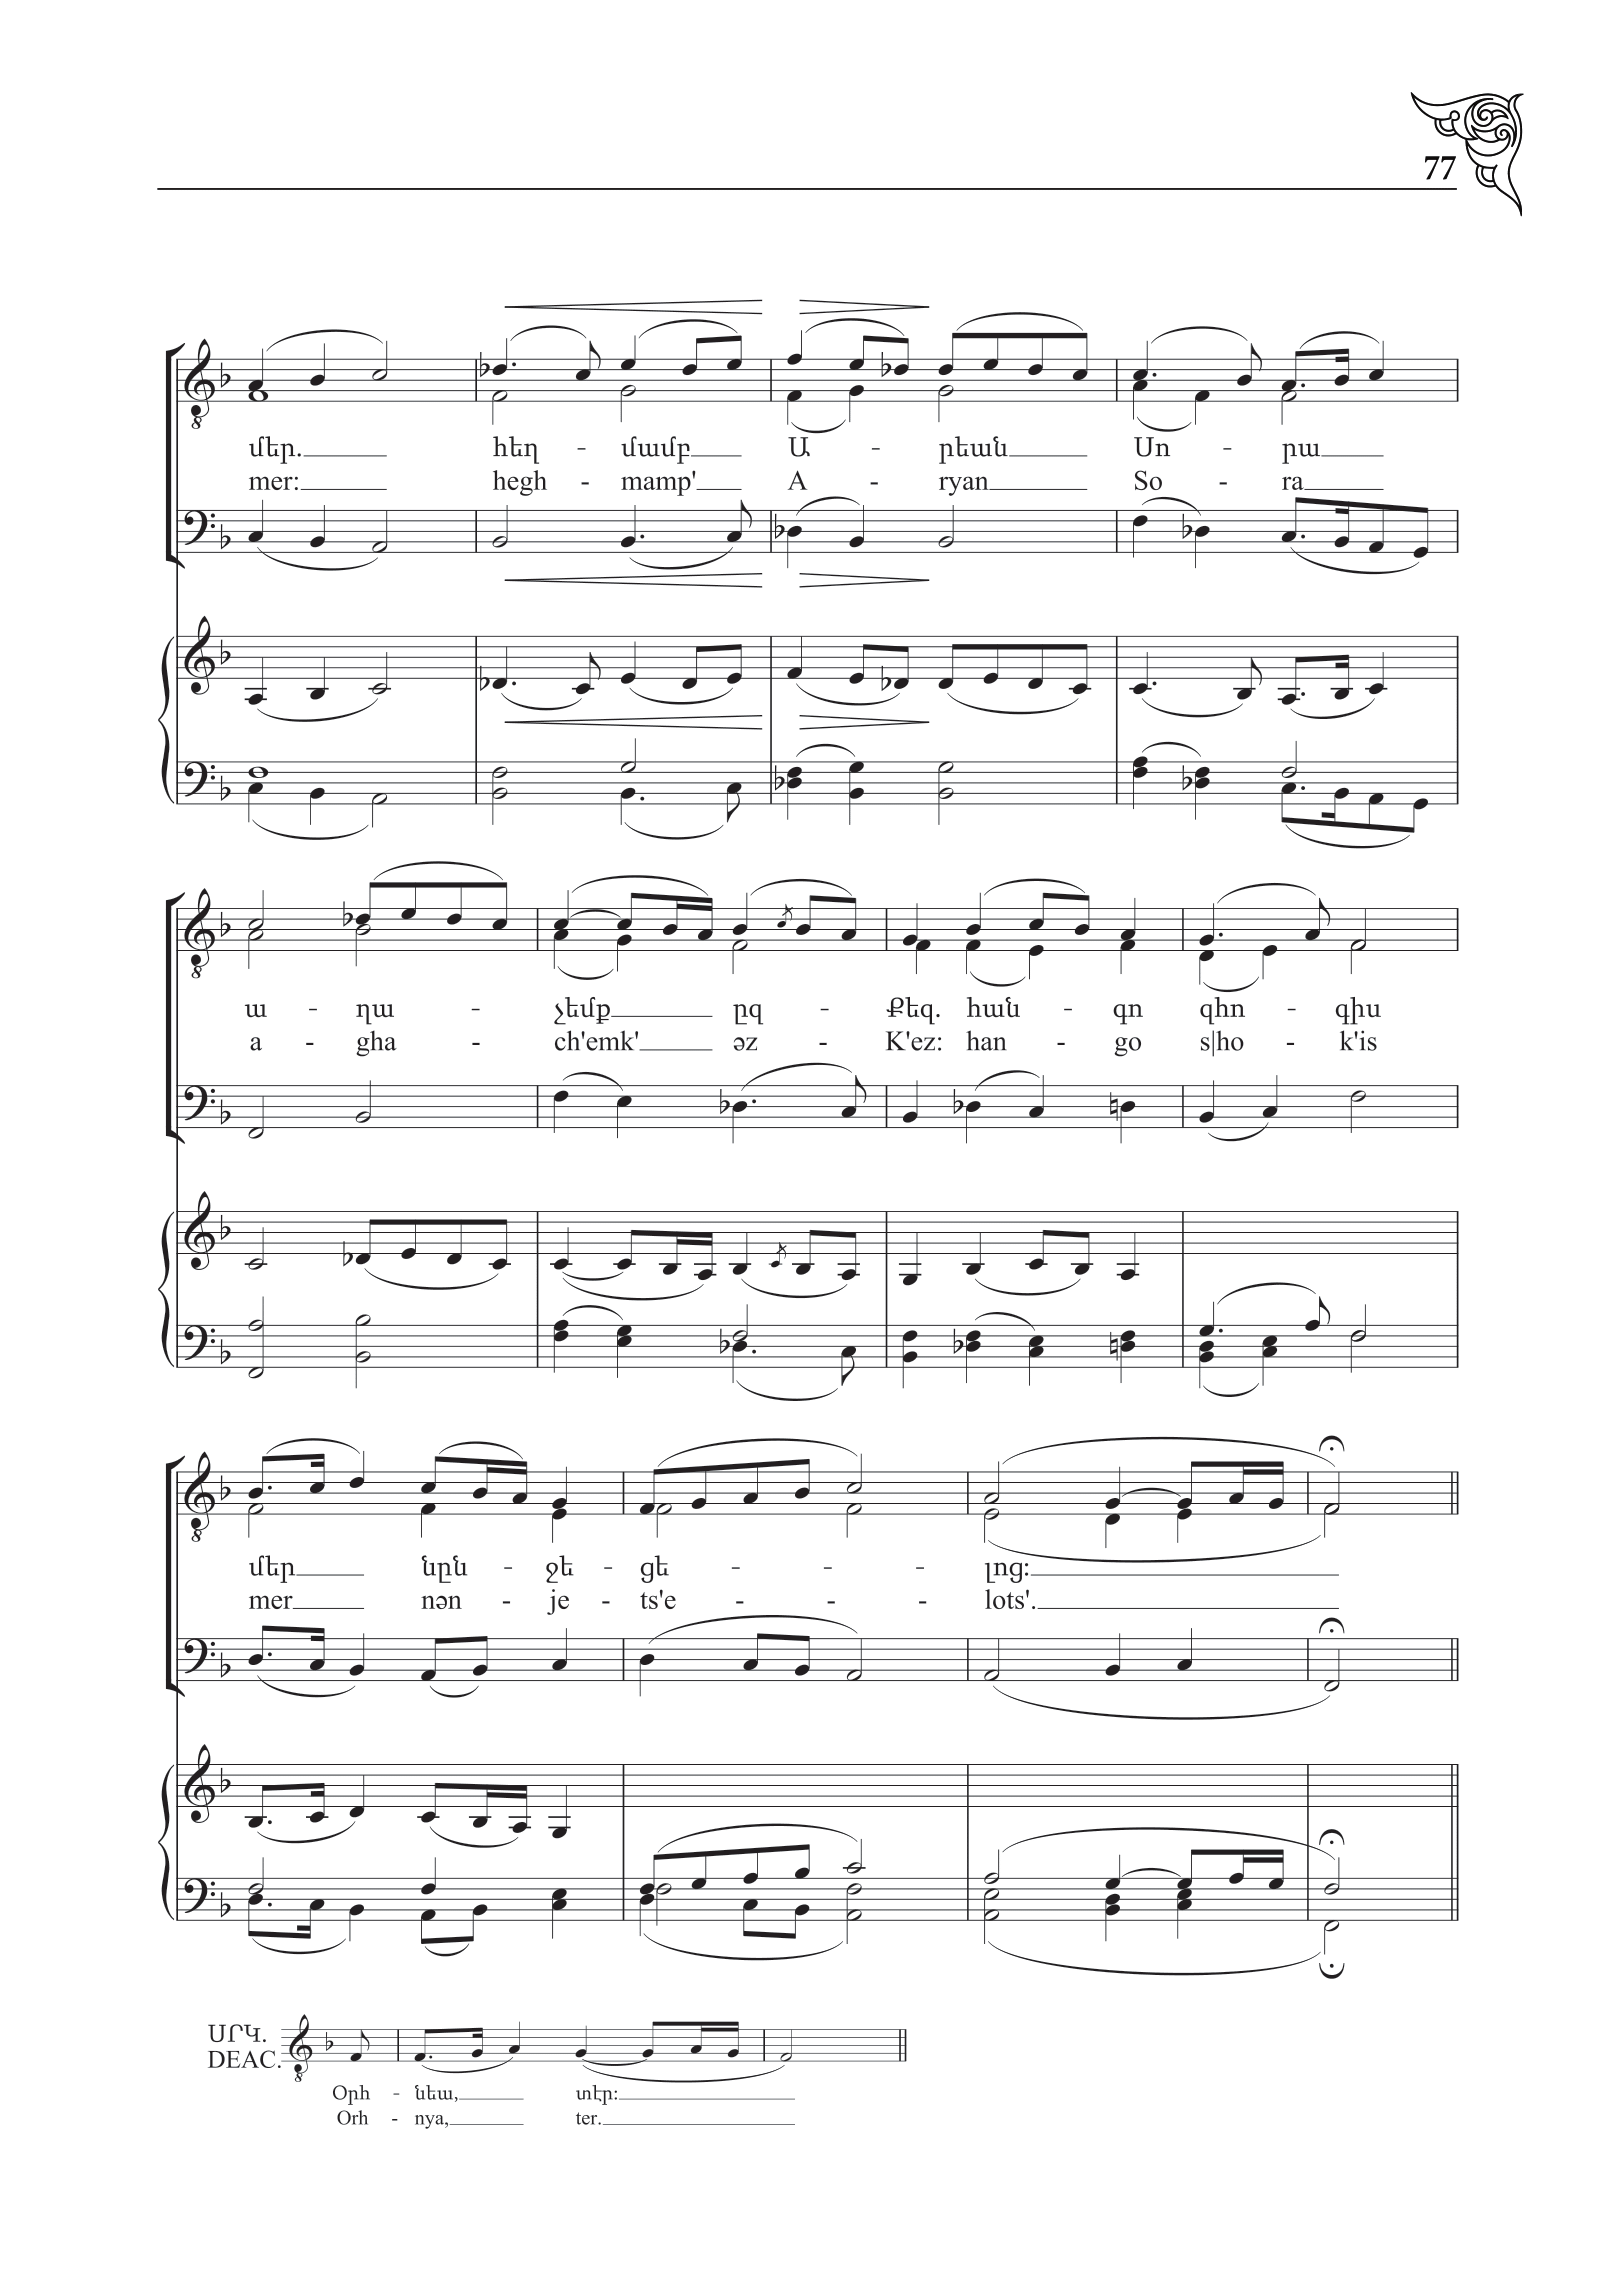 77
մեր. հեղ - մամբ Ա - րեան Սո - րա
mer: hegh - mamp' A - ryan So - ra
ա - ղա - չեմք ըզ - Քեզ. հան - գո զհո - գիս
a - gha - ch'emk' əz - K'ez: han - go s|ho - k'is
մեր նըն - ջե - ցե - - - լոց:
mer nən - je - ts'e - - - lots'.
ՍՐԿ.
DEAC.
Օրհ - նեա, տէր:
Orh - nya, ter.